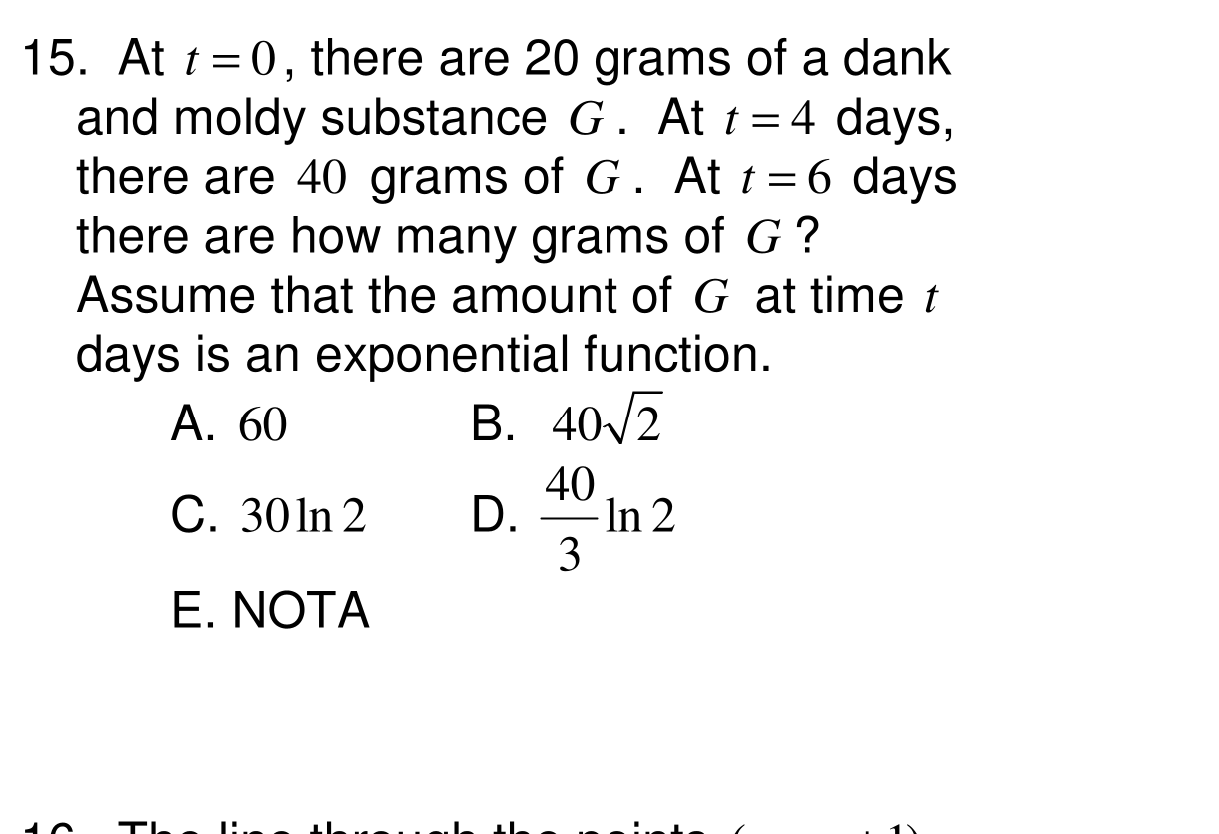 15. At t = 0, there are 20 grams of a dank
and moldy substance G. At t = 4 days,
there are 40 grams of G. At t = 6 days
there are how many grams of G?
Assume that the amount of G at time t
days is an exponential function.
A. 60 B. 40√2
C. 30 ln 2 D. 40/3 ln 2
E. NOTA
16. The line through the points (